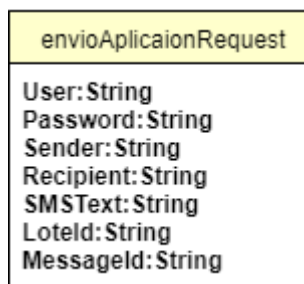 envioAplicaionRequest
User:String
Password:String
Sender:String
Recipient:String
SMSText:String
LoteId:String
MessageId:String